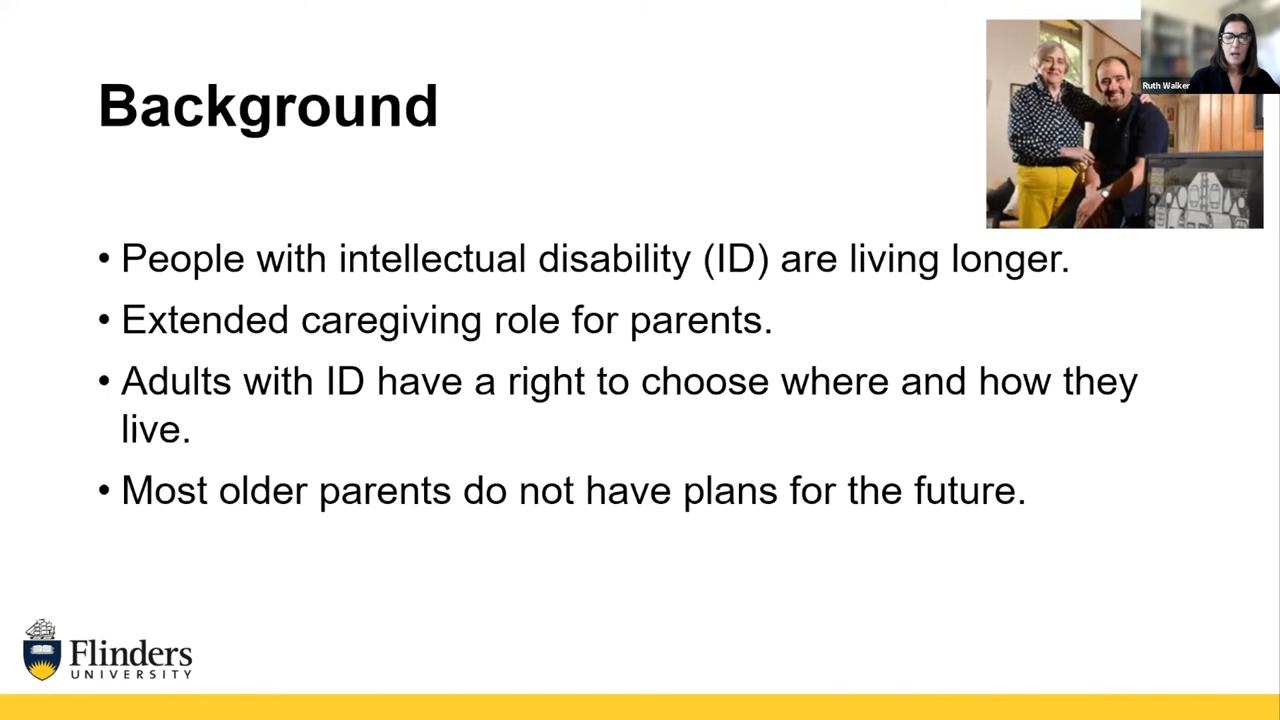 Background
Ruth Walker
• People with intellectual disability (ID) are living longer.
• Extended caregiving role for parents.
• Adults with ID have a right to choose where and how they
live.
• Most older parents do not have plans for the future.
Flinders
UNIVERSITY